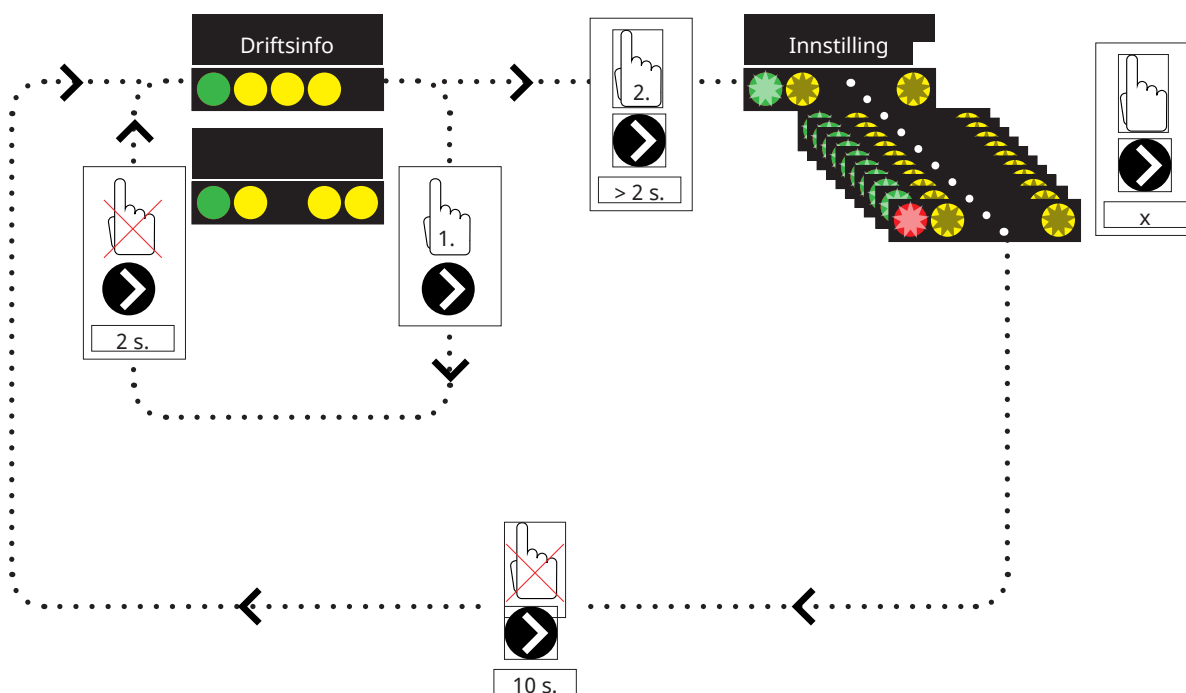 Driftsinfo
Innstilling
2.
> 2 s.
x
1.
2 s.
10 s.